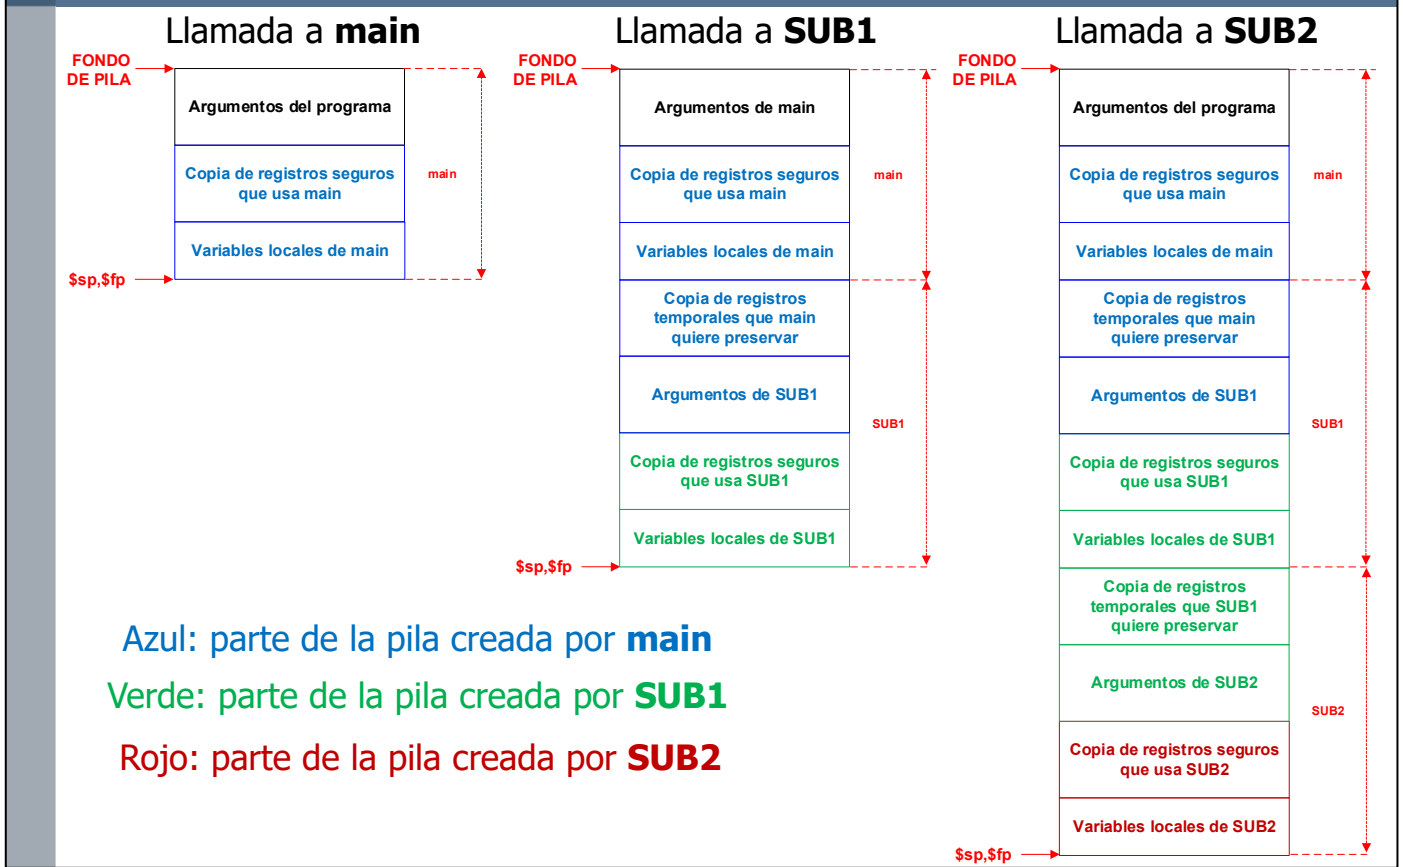 Llamada a main
FONDO
DE PILA
Argumentos del programa
Copia de registros seguros
que usa main
main
Variables locales de main
$sp,$fp
Llamada a SUB1
FONDO
DE PILA
Argumentos de main
Copia de registros seguros
que usa main
main
Variables locales de main
Copia de registros
temporales que main
quiere preservar
Argumentos de SUB1
SUB1
Copia de registros seguros
que usa SUB1
Variables locales de SUB1
$sp,$fp
Llamada a SUB2
FONDO
DE PILA
Argumentos del programa
Copia de registros seguros
que usa main
main
Variables locales de main
Copia de registros
temporales que main
quiere preservar
Argumentos de SUB1
SUB1
Copia de registros seguros
que usa SUB1
Variables locales de SUB1
Copia de registros
temporales que SUB1
quiere preservar
Argumentos de SUB2
SUB2
Copia de registros seguros
que usa SUB2
Variables locales de SUB2
$sp,$fp
Azul: parte de la pila creada por main
Verde: parte de la pila creada por SUB1
Rojo: parte de la pila creada por SUB2